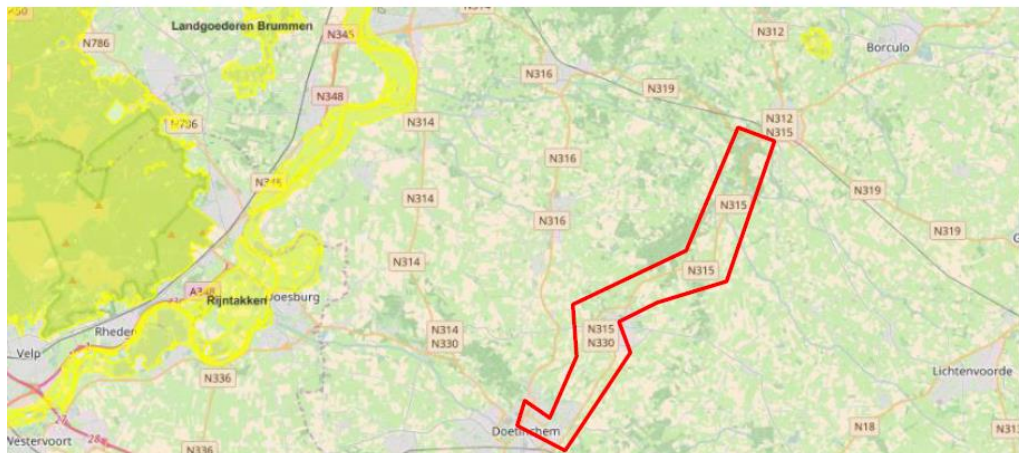 Landgoederen Brummen
N345
N786
N348
N786
N314
N316
N319
N312
Borculo
N312
N315
N316
N345
N314
N316
N315
N319
N319
N314
N315
A348
Rijntakken
Doesburg
Rheden
Velp
N314
N330
N315
N330
N336
Lichtenvoorde
Westervoort
N336
Doetinchem
N18
N313